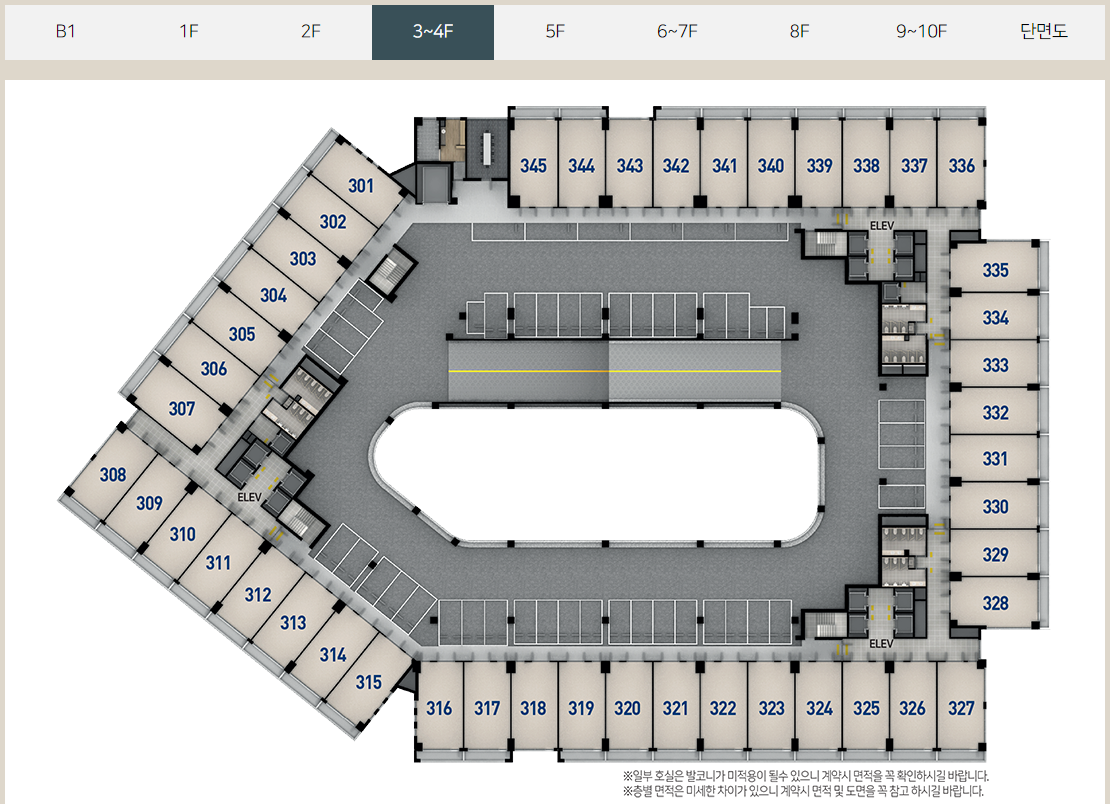 B1 1F 2F 3~4F 5F 6~7F 8F 9~10F 단면도
345 344 343 342 341 340 339 338 337 336
301
302
303
304
305
306
307
ELEV
335
334
333
332
331
330
329
328
308
309
310
311
312
313
314
315
ELEV
ELEV
316 317 318 319 320 321 322 323 324 325 326 327
※일부 호실은 발코니가 미적용이 될수 있으니 계약시 면적을 꼭 확인하시길 바랍니다.
※층별 면적은 미세한 차이가 있으니 계약시 면적 및 도면을 꼭 참고 하시길 바랍니다.